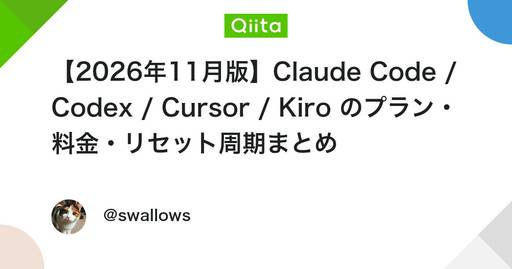 Qiita
【2026年11月版】Claude Code /
Codex / Cursor / Kiro のプラン・
料金・リセット周期まとめ
@swallows